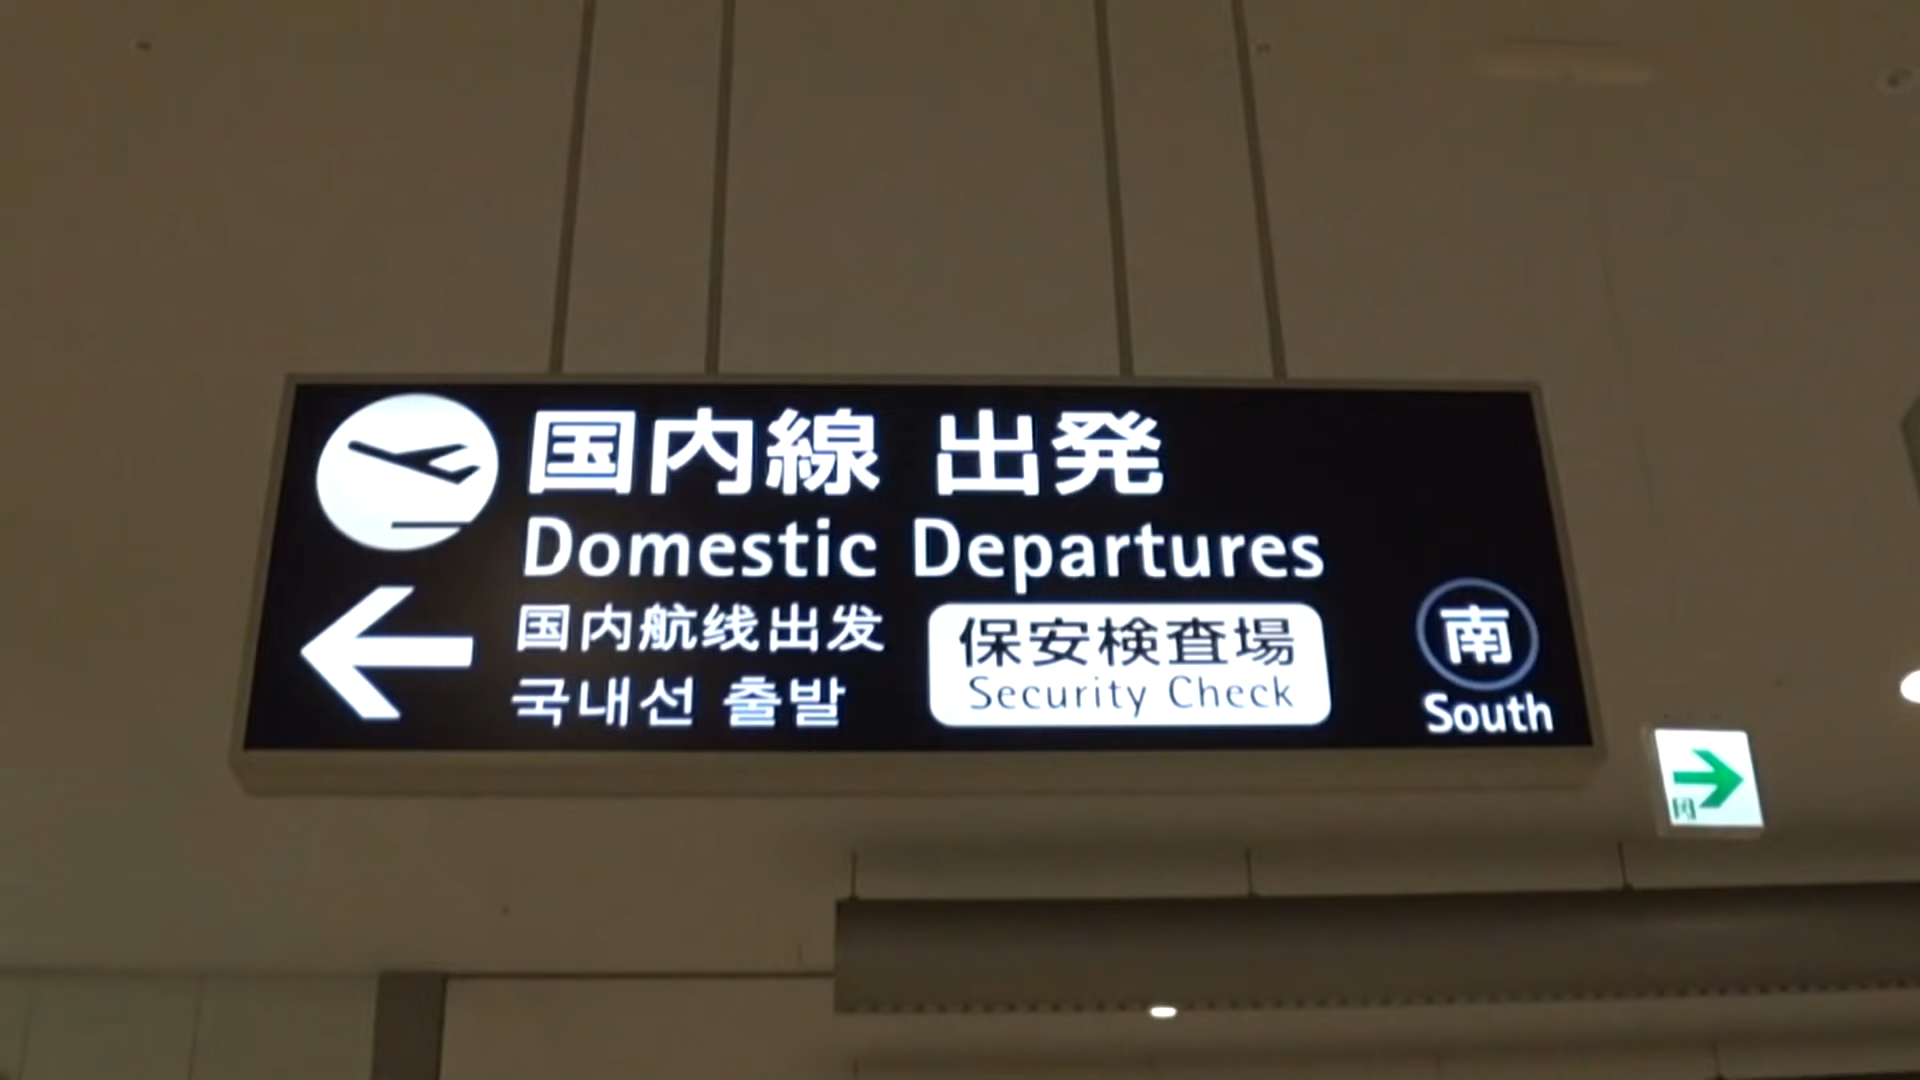 国内線 出発
Domestic Departures
国内航线出发
국내선 출발
保安検査場
Security Check
南
South